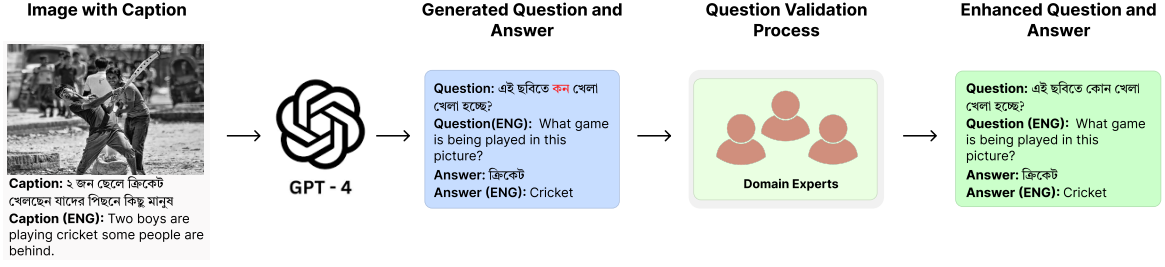 Image with Caption
Caption: ২ জন ছেলে ক্রিকেট
খেলছেন যাদের পিছনে কিছু মানুষ
Caption (ENG): Two boys are
playing cricket some people are
behind.
GPT - 4
Generated Question and
Answer
Question: এই ছবিতে কন খেলা
খেলা হচ্ছে?
Question(ENG): What game
is being played in this
picture?
Answer: ক্রিকেট
Answer (ENG): Cricket
Question Validation
Process
Domain Experts
Enhanced Question and
Answer
Question: এই ছবিতে কোন খেলা
খেলা হচ্ছে?
Question (ENG): What game
is being played in this
picture?
Answer: ক্রিকেট
Answer (ENG): Cricket